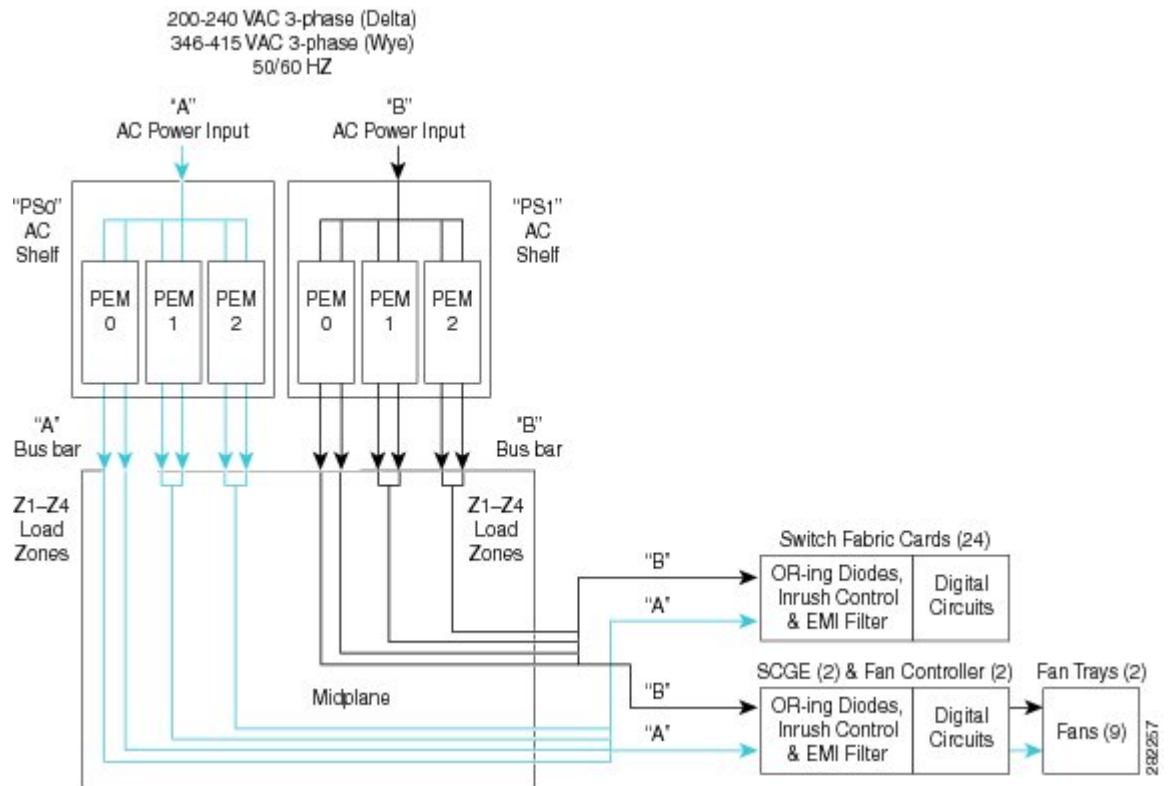 200-240 VAC 3-phase (Delta)
346-415 VAC 3-phase (Wye)
50/60 HZ
"A"
AC Power Input
"B"
AC Power Input
"PS0"
AC
Shelf
PEM
0
PEM
1
PEM
2
PEM
0
PEM
1
PEM
2
"PS1"
AC
Shelf
"A"
Bus bar
"B"
Bus bar
Z1–Z4
Load
Zones
Z1–Z4
Load
Zones
Midplane
Switch Fabric Cards (24)
"B"
"A"
OR-ing Diodes,
Inrush Control
& EMI Filter
Digital
Circuits
SCGE (2) & Fan Controller (2)
Fan Trays (2)
"B"
"A"
OR-ing Diodes,
Inrush Control
& EMI Filter
Digital
Circuits
Fans (9)
282257